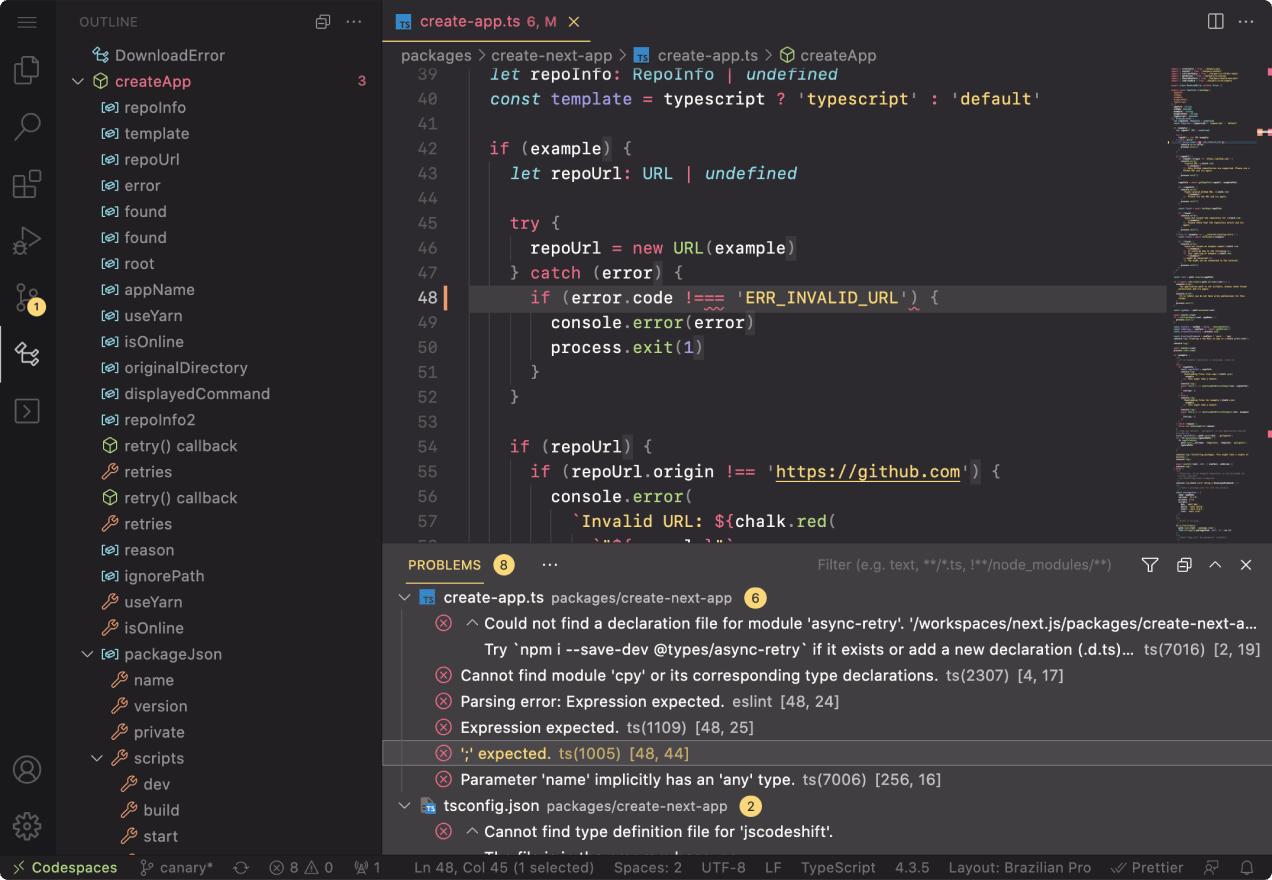 OUTLINE
DownloadError
createApp 3
repoInfo
template
repoUrl
error
found
found
root
appName
useYarn
isOnline
originalDirectory
displayedCommand
repoInfo2
retry() callback
retries
retry() callback
retries
reason
ignorePath
useYarn
isOnline
packageJson
name
version
private
scripts
dev
build
start
1
TS create-app.ts 6, M
packages > create-next-app > TS create-app.ts > createApp
39 let repoInfo: RepoInfo | undefined
40 const template = typescript ? 'typescript' : 'default'
41
42 if (example) {
43 let repoUrl: URL | undefined
44
45 try {
46 repoUrl = new URL(example)
47 } catch (error) {
48 if (error.code !=== 'ERR_INVALID_URL') {
49 console.error(error)
50 process.exit(1)
51 }
52 }
53
54 if (repoUrl) {
55 if (repoUrl.origin !== 'https://github.com') {
56 console.error(
57 `Invalid URL: ${chalk.red(
PROBLEMS 8
Filter (e.g. text, **/*.ts, !**/node_modules/**)
TS create-app.ts packages/create-next-app 6
Could not find a declaration file for module 'async-retry'. '/workspaces/next.js/packages/create-next-a...
Try `npm i --save-dev @types/async-retry` if it exists or add a new declaration (.d.ts)... ts(7016) [2, 19]
Cannot find module 'cpy' or its corresponding type declarations. ts(2307) [4, 17]
Parsing error: Expression expected. eslint [48, 24]
Expression expected. ts(1109) [48, 25]
';' expected. ts(1005) [48, 44]
Parameter 'name' implicitly has an 'any' type. ts(7006) [256, 16]
TS tsconfig.json packages/create-next-app 2
Cannot find type definition file for 'jscodeshift'.
Codespaces canary* 8 0 1 Ln 48, Col 45 (1 selected) Spaces: 2 UTF-8 LF TypeScript 4.3.5 Layout: Brazilian Pro Prettier